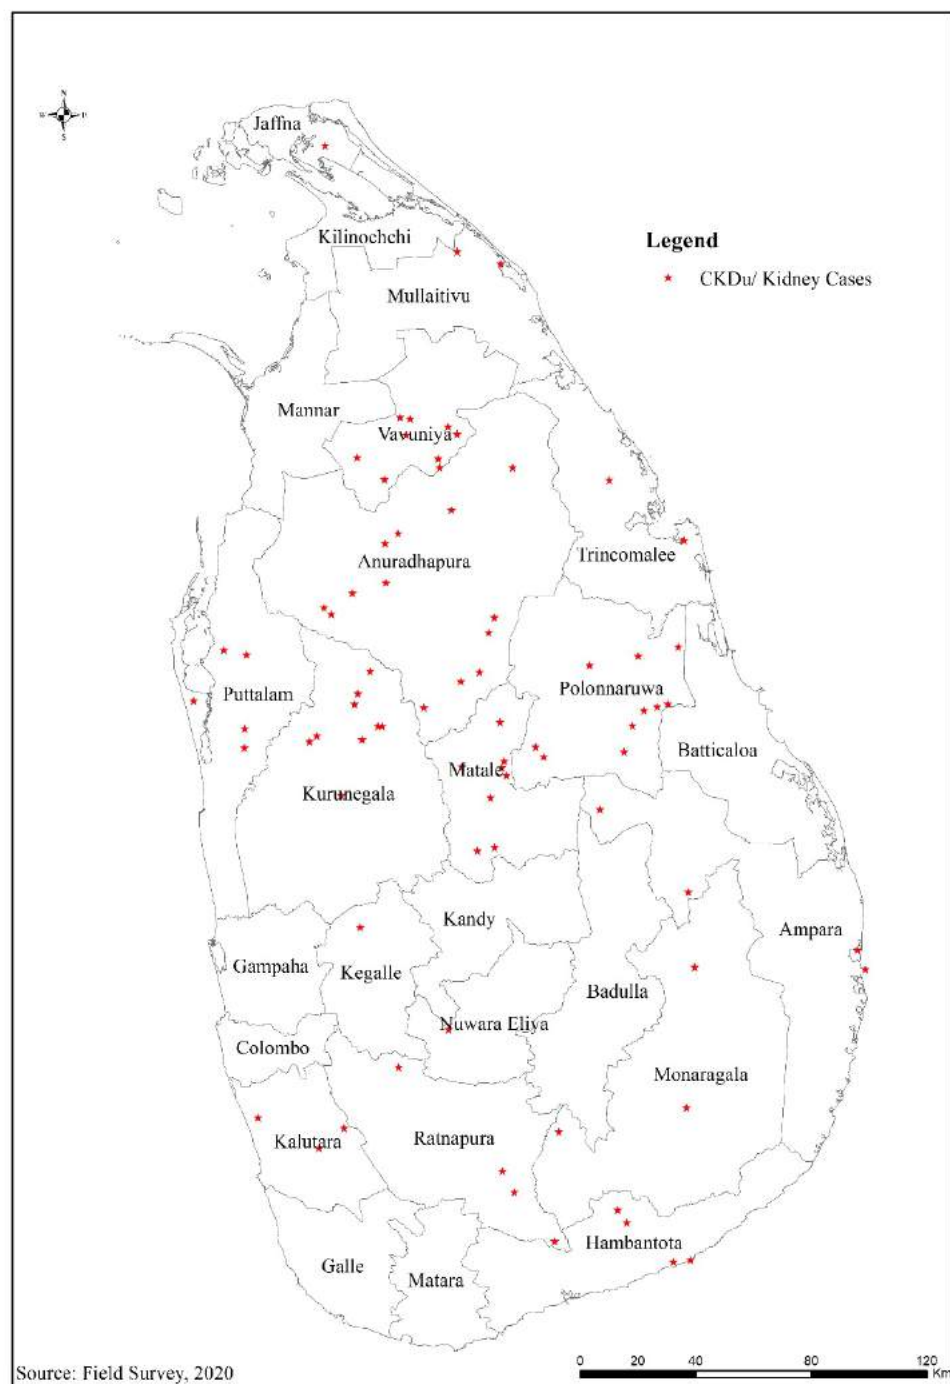 N
W
S
Jaffna
Kilinochchi
Legend
CKDu/ Kidney Cases
Mullaitivu
Mannar
Vavuniya
Trincomalee
Anuradhapura
Puttalam
Polonnaruwa
Batticaloa
Matale
Kurunegala
Kandy
Ampara
Gampaha
Kegalle
Badulla
Nuwara Eliya
Colombo
Monaragala
Kalutara
Ratnapura
Hambantota
Galle
Matara
Source: Field Survey, 2020
0 20 40 80 120
Km